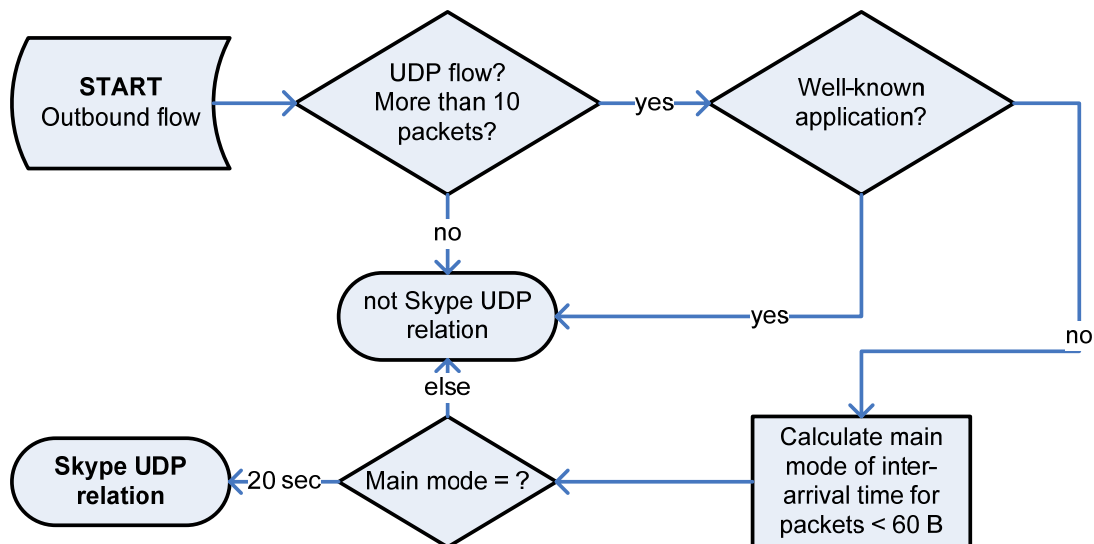 START
Outbound flow
UDP flow?
More than 10
packets?
yes
Well-known
application?
no
not Skype UDP
relation
yes
no
else
Skype UDP
relation
20 sec
Main mode = ?
Calculate main
mode of inter-
arrival time for
packets < 60 B